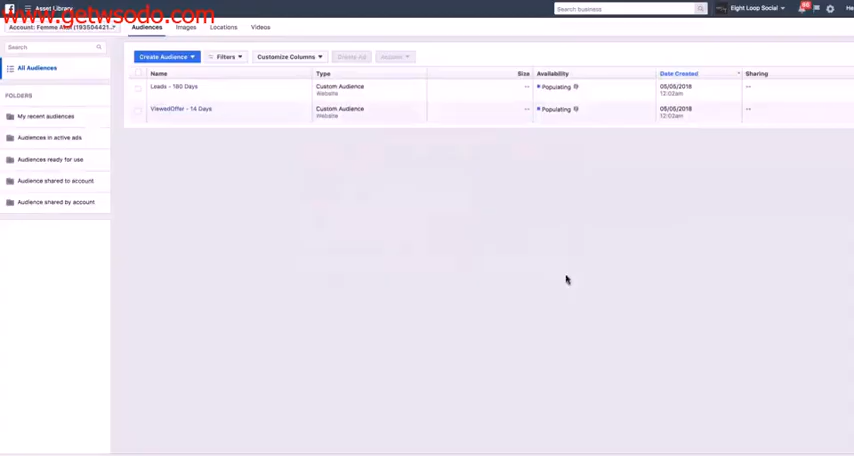 Asset Library
www.getwsodo.com
Search business
Eight Loop Social
Audiences
Images
Locations
Videos
Search
Create Audience
Filters
Customize Columns
Create Ad
All Audiences
FOLDERS
My recent audiences
Audiences in active ads
Audiences ready for use
Audience shared to account
Audience shared by account
Name
Type
Size
Availability
Date Created
Sharing
Leads - 180 Days
Custom Audience
Website
--
Populating
05/05/2018
12:02am
--
ViewedOffer - 14 Days
Custom Audience
Website
--
Populating
05/05/2018
12:02am
--